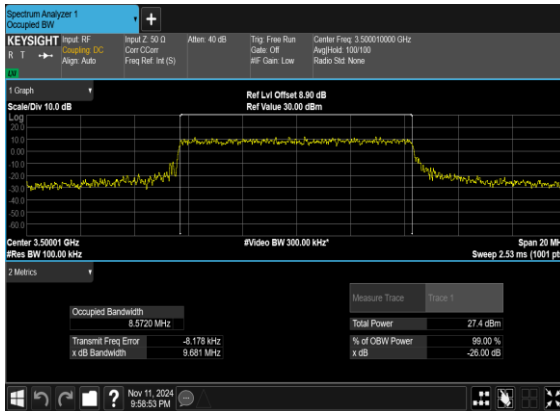 Spectrum Analyzer 1
Occupied BW
+
KEYSIGHT
R T
LW
Input: RF
Coupling: DC
Align: Auto
Input Z: 50 Ω
Corr CCorr
Freq Ref: Int (S)
Atten: 40 dB
Trig: Free Run
Gate: Off
#IF Gain: Low
Center Freq: 3.500010000 GHz
Avg|Hold: 100/100
Radio Std: None
1 Graph
Scale/Div 10.0 dB
Ref Lvl Offset 8.90 dB
Ref Value 30.00 dBm
Log
20.0
10.0
0.00
-10.0
-20.0
-30.0
-40.0
-50.0
-60.0
Center 3.50001 GHz
#Res BW 100.00 kHz
#Video BW 300.00 kHz*
Span 20 MH
Sweep 2.53 ms (1001 pt
2 Metrics
Measure Trace Trace 1
Occupied Bandwidth
8.5720 MHz
Total Power 27.4 dBm
Transmit Freq Error -8.178 kHz
% of OBW Power 99.00 %
x dB Bandwidth 9.681 MHz
x dB -26.00 dB
?
Nov 11, 2024
9:58:53 PM